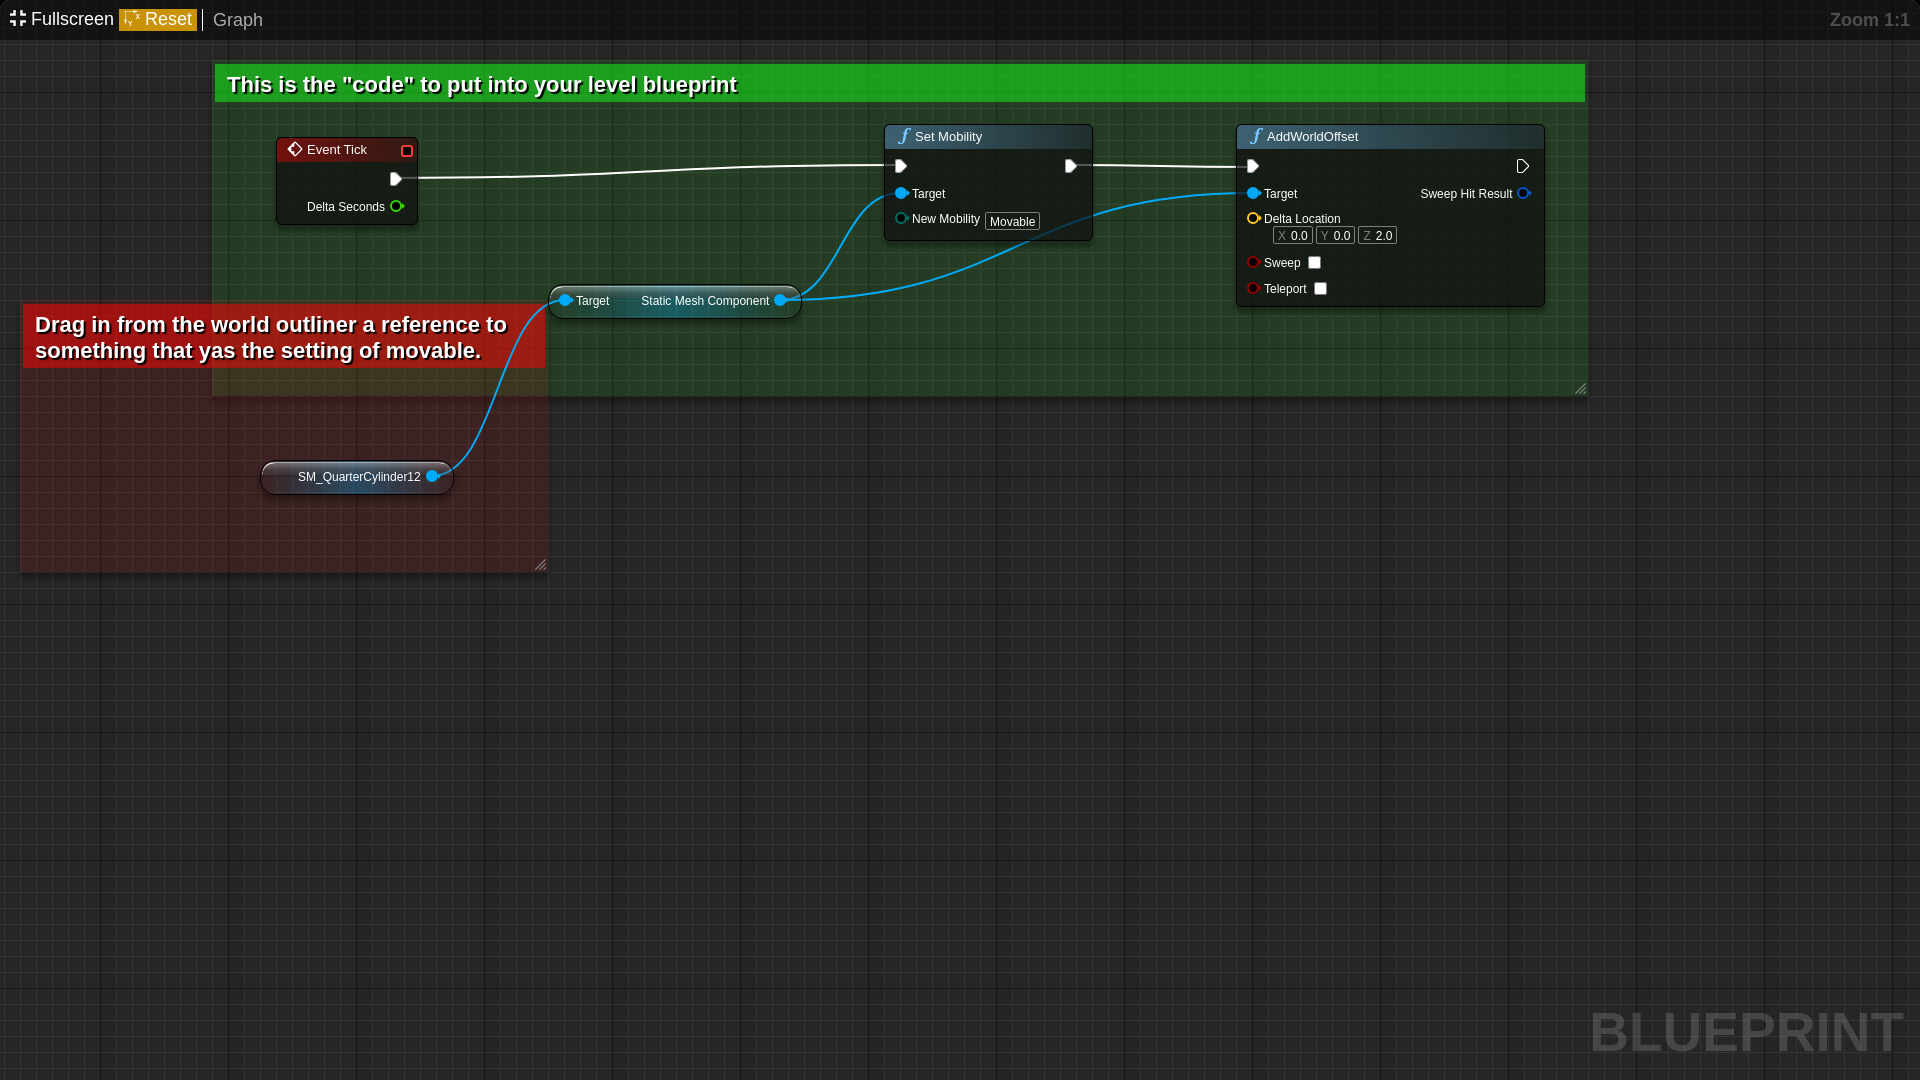 Fullscreen Reset Graph Zoom 1:1
This is the "code" to put into your level blueprint
Event Tick
Delta Seconds
Set Mobility
Target
New Mobility Movable
AddWorldOffset
Target Sweep Hit Result
Delta Location
X 0.0 Y 0.0 Z 2.0
Sweep
Teleport
Target Static Mesh Component
Drag in from the world outliner a reference to
something that yas the setting of movable.
SM_QuarterCylinder12
BLUEPRINT